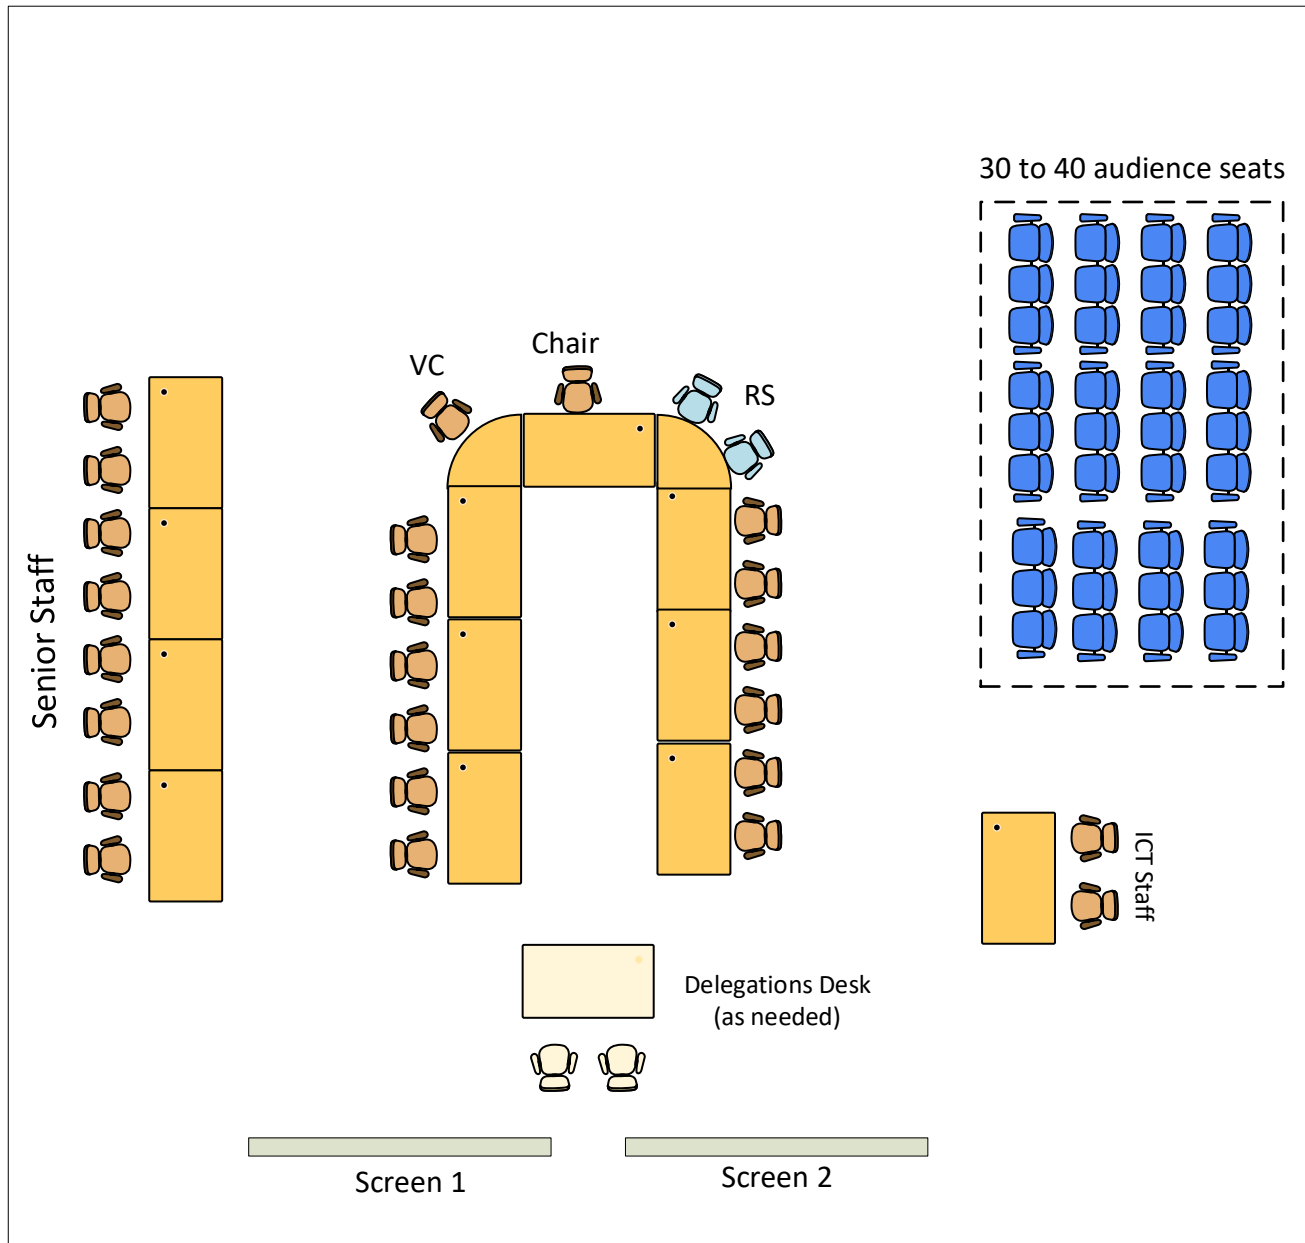 30 to 40 audience seats
Chair
VC
RS
Senior Staff
ICT Staff
Delegations Desk
(as needed)
Screen 1
Screen 2